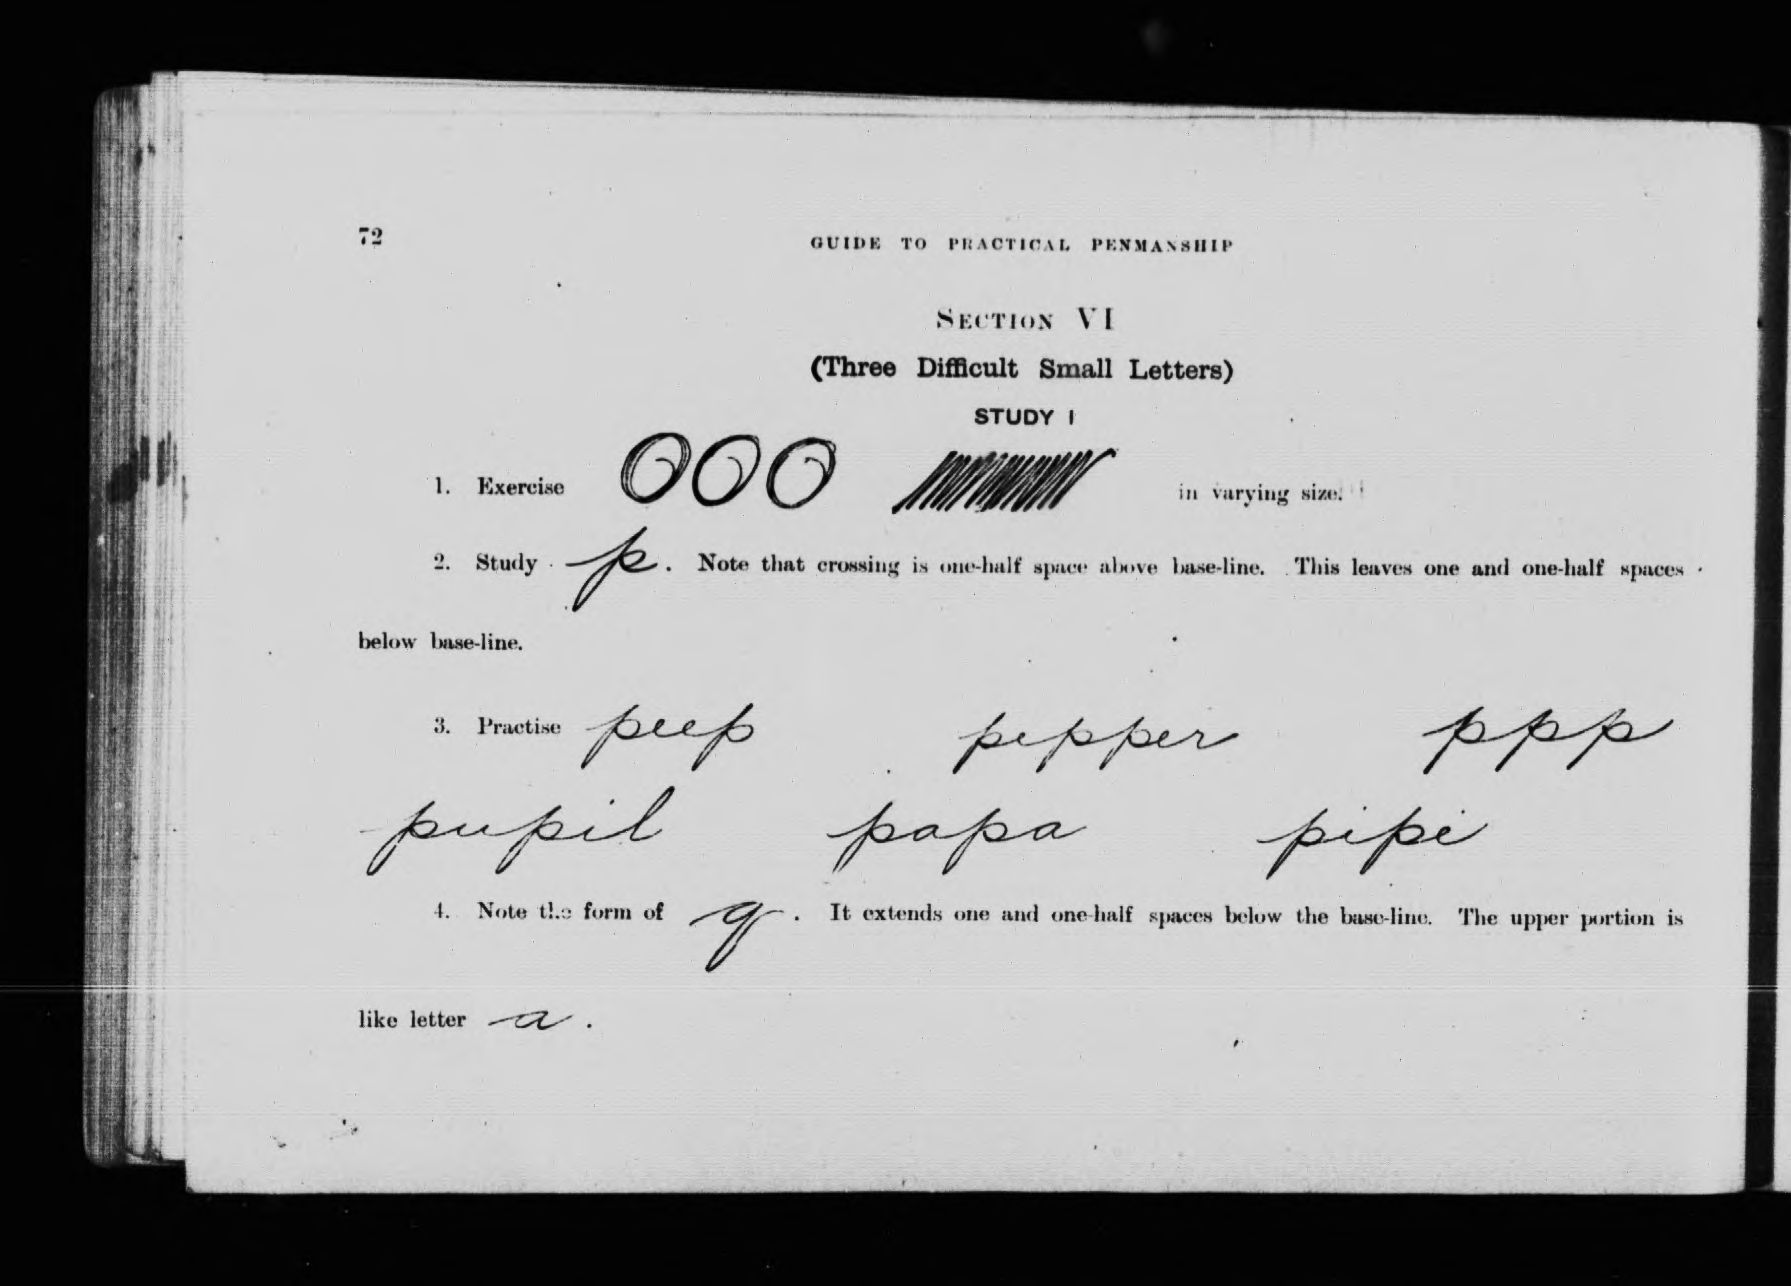 72
GUIDE TO PRACTICAL PENMANSHIP
SECTION VI
(Three Difficult Small Letters)
STUDY I
1. Exercise OOO in varying size.
2. Study p. Note that crossing is one-half space above base-line. This leaves one and one-half spaces
below base-line.
3. Practise peep pepper p p p
pupil papa pipe
4. Note the form of q. It extends one and one-half spaces below the base-line. The upper portion is
like letter a.